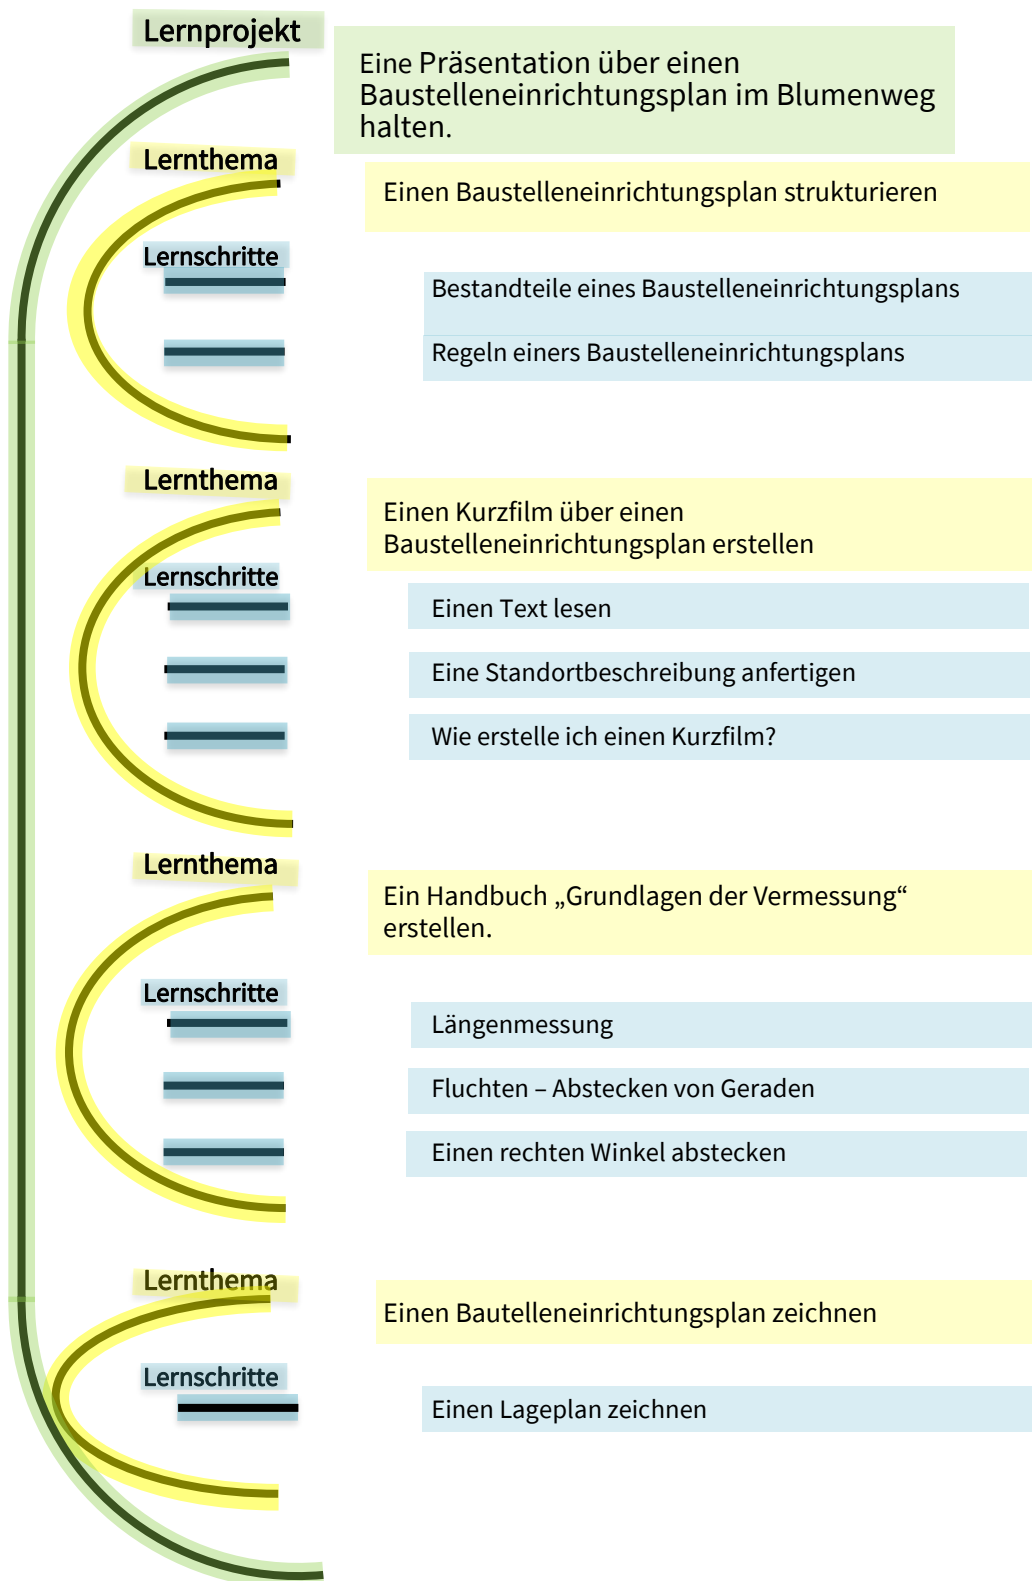 Lernprojekt
Eine Präsentation über einen
Baustelleneinrichtungsplan im Blumenweg
halten.
Lernthema
Einen Baustelleneinrichtungsplan strukturieren
Lernschritte
Bestandteile eines Baustelleneinrichtungsplans
Regeln einers Baustelleneinrichtungsplans
Lernthema
Einen Kurzfilm über einen
Baustelleneinrichtungsplan erstellen
Lernschritte
Einen Text lesen
Eine Standortbeschreibung anfertigen
Wie erstelle ich einen Kurzfilm?
Lernthema
Ein Handbuch „Grundlagen der Vermessung“
erstellen.
Lernschritte
Längenmessung
Fluchten – Abstecken von Geraden
Einen rechten Winkel abstecken
Lernthema
Einen Bautelleneinrichtungsplan zeichnen
Lernschritte
Einen Lageplan zeichnen